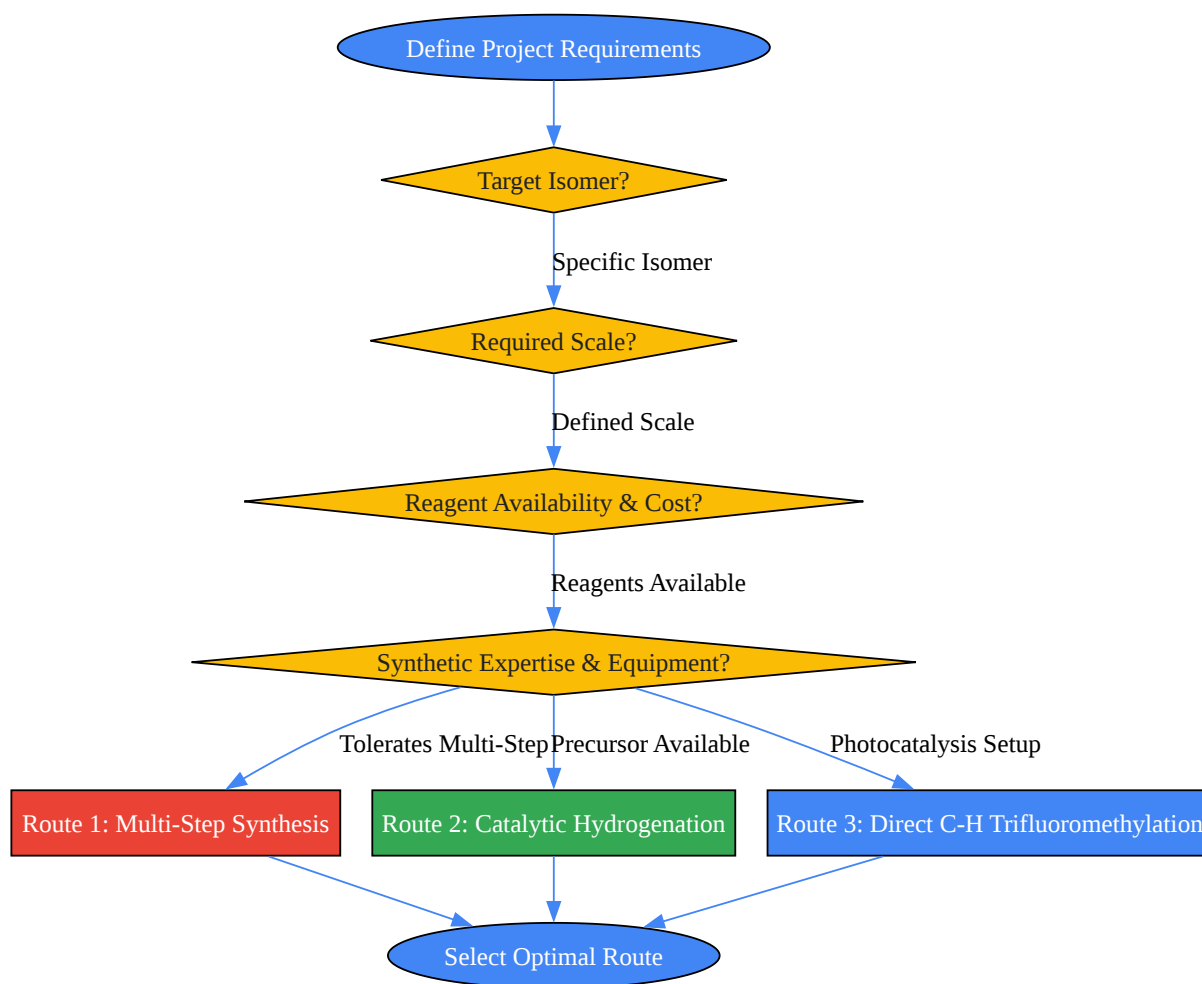 Define Project Requirements
Target Isomer?
Specific Isomer
Required Scale?
Defined Scale
Reagent Availability & Cost?
Reagents Available
Synthetic Expertise & Equipment?
Tolerates Multi-Step
Precursor Available
Photocatalysis Setup
Route 1: Multi-Step Synthesis
Route 2: Catalytic Hydrogenation
Route 3: Direct C-H Trifluoromethylation
Select Optimal Route